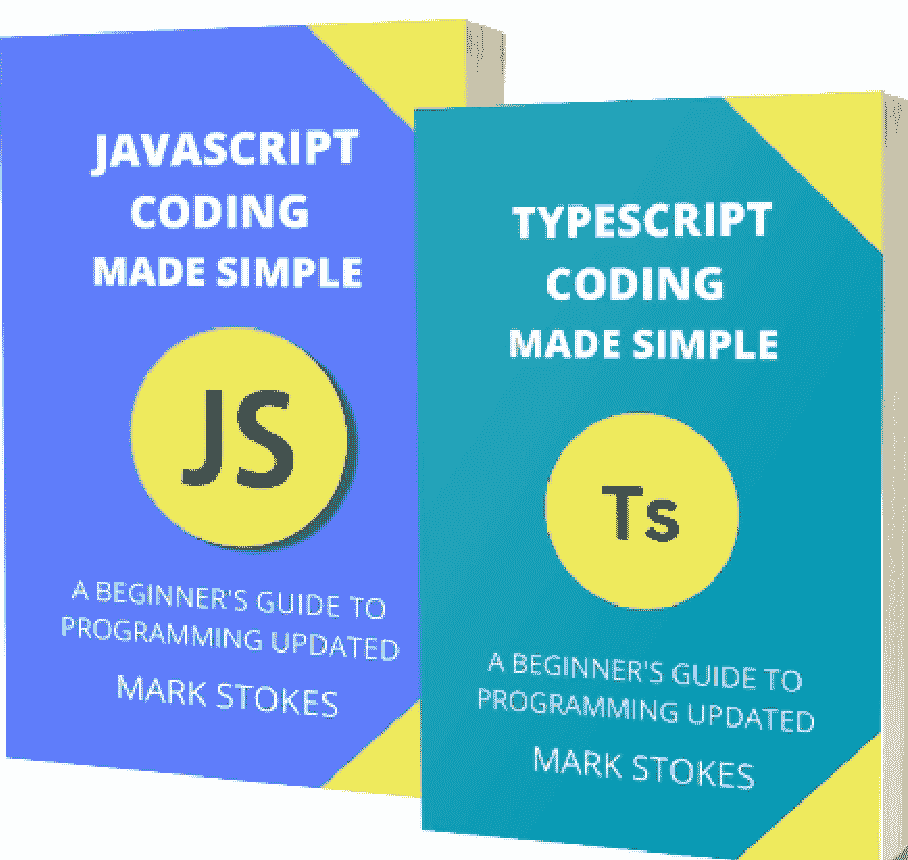 JAVASCRIPT
CODING
MADE SIMPLE
JS
A BEGINNER'S GUIDE TO
PROGRAMMING UPDATED
MARK STOKES
TYPESCRIPT
CODING
MADE SIMPLE
Ts
A BEGINNER'S GUIDE TO
PROGRAMMING UPDATED
MARK STOKES